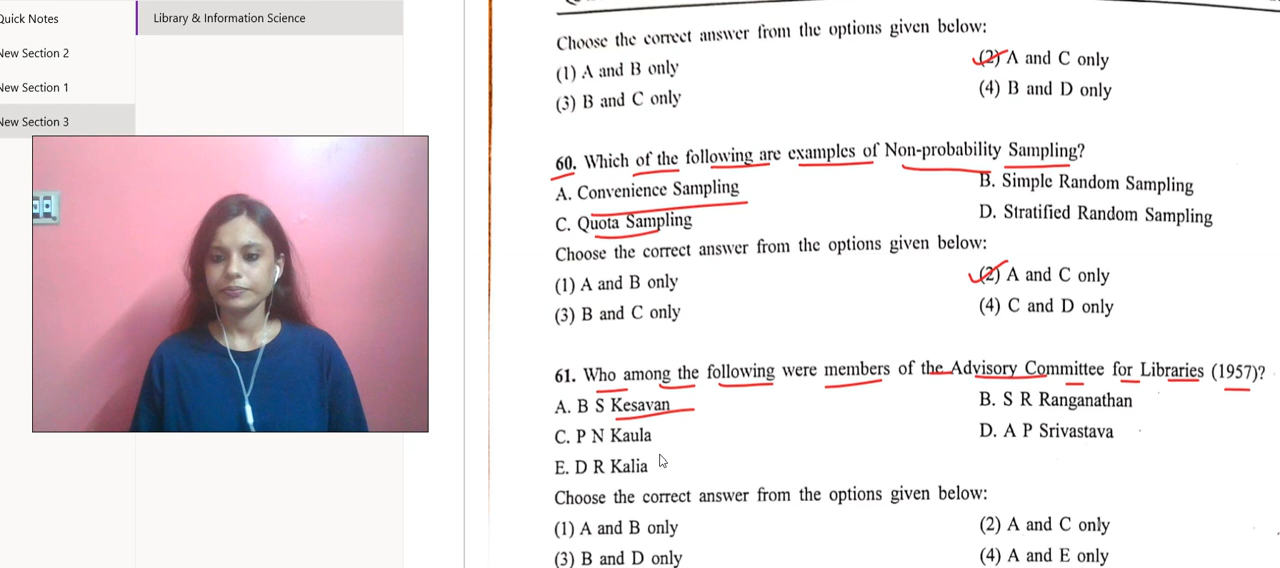 Quick Notes
New Section 2
New Section 1
New Section 3
Library & Information Science
Choose the correct answer from the options given below:
(1) A and B only
(2) A and C only
(3) B and C only
(4) B and D only
60. Which of the following are examples of Non-probability Sampling?
A. Convenience Sampling
B. Simple Random Sampling
C. Quota Sampling
D. Stratified Random Sampling
Choose the correct answer from the options given below:
(1) A and B only
(2) A and C only
(3) B and C only
(4) C and D only
61. Who among the following were members of the Advisory Committee for Libraries (1957)?
A. B S Kesavan
B. S R Ranganathan
C. P N Kaula
D. A P Srivastava
E. D R Kalia
Choose the correct answer from the options given below:
(1) A and B only
(2) A and C only
(3) B and D only
(4) A and E only